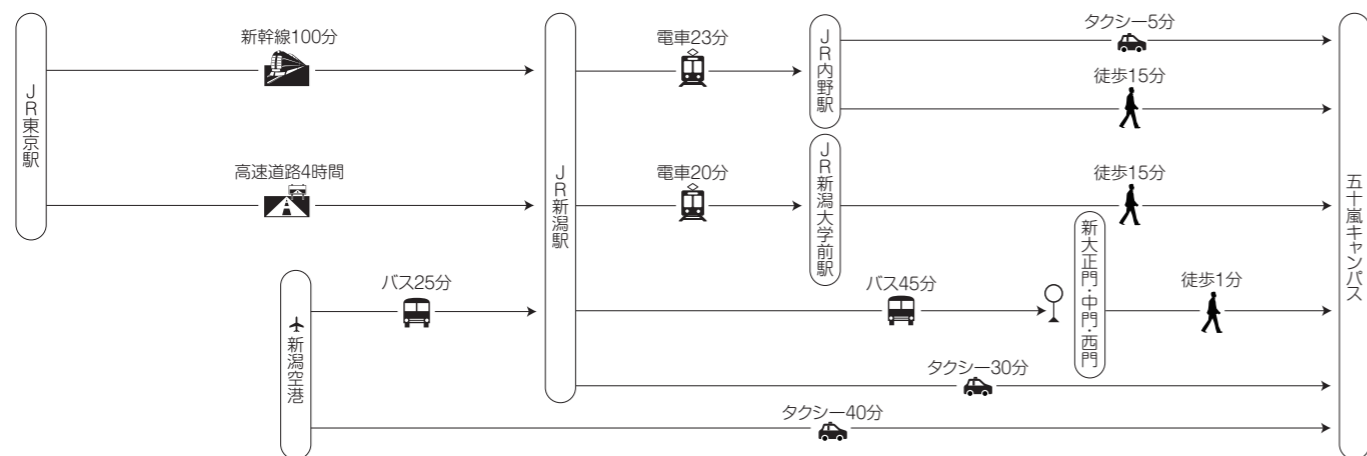 JR東京駅
新幹線100分
高速道路4時間
新潟空港
バス25分
JR新潟駅
電車23分
電車20分
JR内野駅
タクシー5分
徒歩15分
JR新潟大学前駅
徒歩15分
バス45分
新大正門・中門・西門
徒歩1分
タクシー30分
タクシー40分
五十嵐キャンパス